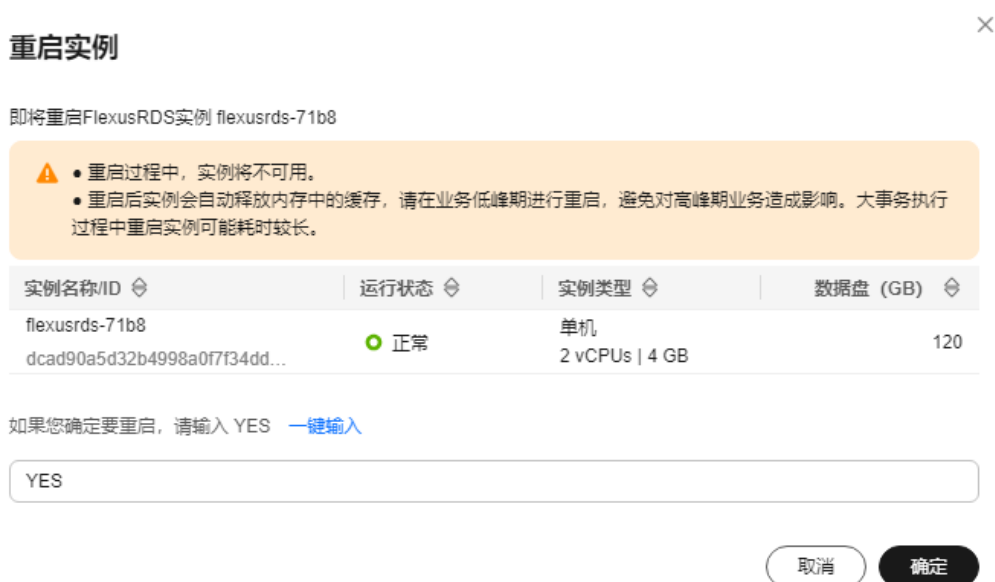 重启实例
即将重启FlexusRDS实例 flexusrds-71b8
● 重启过程中，实例将不可用。
● 重启后实例会自动释放内存中的缓存，请在业务低峰期进行重启，避免对高峰期业务造成影响。大事务执行
过程中重启实例可能耗时较长。
实例名称/ID 运行状态 实例类型 数据盘（GB）
flexusrds-71b8 正常 单机 120
dcad90a5d32b4998a0f7f34dd... 2 vCPUs | 4 GB
如果您确定要重启，请输入 YES 一键输入
YES
取消 确定